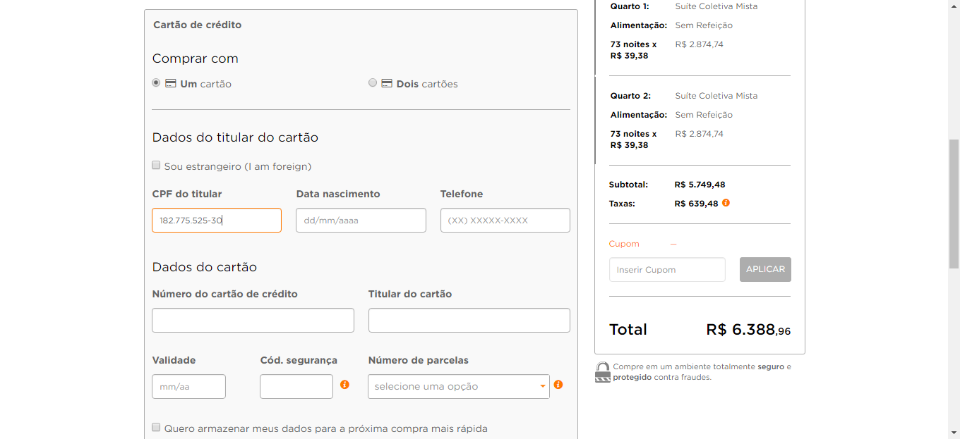 Cartão de crédito
Comprar com
Um cartão
Dois cartões
Dados do titular do cartão
Sou estrangeiro (I am foreign)
CPF do titular Data nascimento Telefone
182.775.525-30 dd/mm/aaaa (XX) XXXXX-XXXX
Dados do cartão
Número do cartão de crédito Titular do cartão
Validade Cód. segurança Número de parcelas
mm/aa selecione uma opção
Quero armazenar meus dados para a próxima compra mais rápida
Quarto 1: Suíte Coletiva Mista
Alimentação: Sem Refeição
73 noites x R$ 2.874,74
R$ 39,38
Quarto 2: Suíte Coletiva Mista
Alimentação: Sem Refeição
73 noites x R$ 2.874,74
R$ 39,38
Subtotal: R$ 5.749,48
Taxas: R$ 639,48
Cupom --
Inserir Cupom APLICAR
Total R$ 6.388,96
Compre em um ambiente totalmente seguro e
protegido contra fraudes.